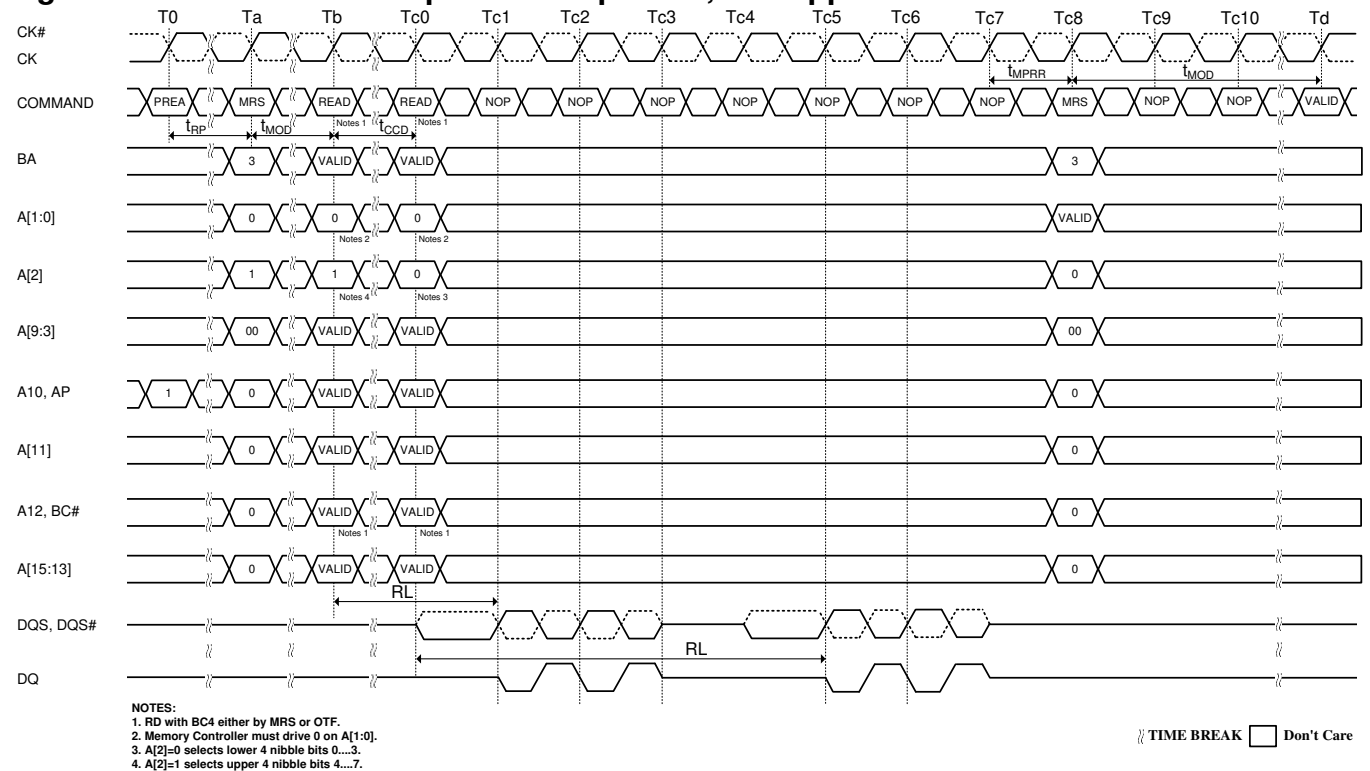 T0 Ta Tb Tc0 Tc1 Tc2 Tc3 Tc4 Tc5 Tc6 Tc7 Tc8 Tc9 Tc10 Td
CK#
CK
tMPRR tMOD
COMMAND PREA MRS READ READ NOP NOP NOP NOP NOP NOP NOP MRS NOP NOP VALID
Notes 1 Notes 1
tRP tMOD tCCD
BA 3 VALID VALID 3
A[1:0] 0 0 0 VALID
Notes 2 Notes 2
A[2] 1 1 0 0
Notes 4 Notes 3
A[9:3] 00 VALID VALID 00
A10, AP 1 0 VALID VALID 0
A[11] 0 VALID VALID 0
A12, BC# 0 VALID VALID 0
Notes 1 Notes 1
A[15:13] 0 VALID VALID 0
RL
DQS, DQS#
RL
DQ
NOTES:
1. RD with BC4 either by MRS or OTF.
2. Memory Controller must drive 0 on A[1:0].
3. A[2]=0 selects lower 4 nibble bits 0....3.
4. A[2]=1 selects upper 4 nibble bits 4....7.
TIME BREAK Don't Care